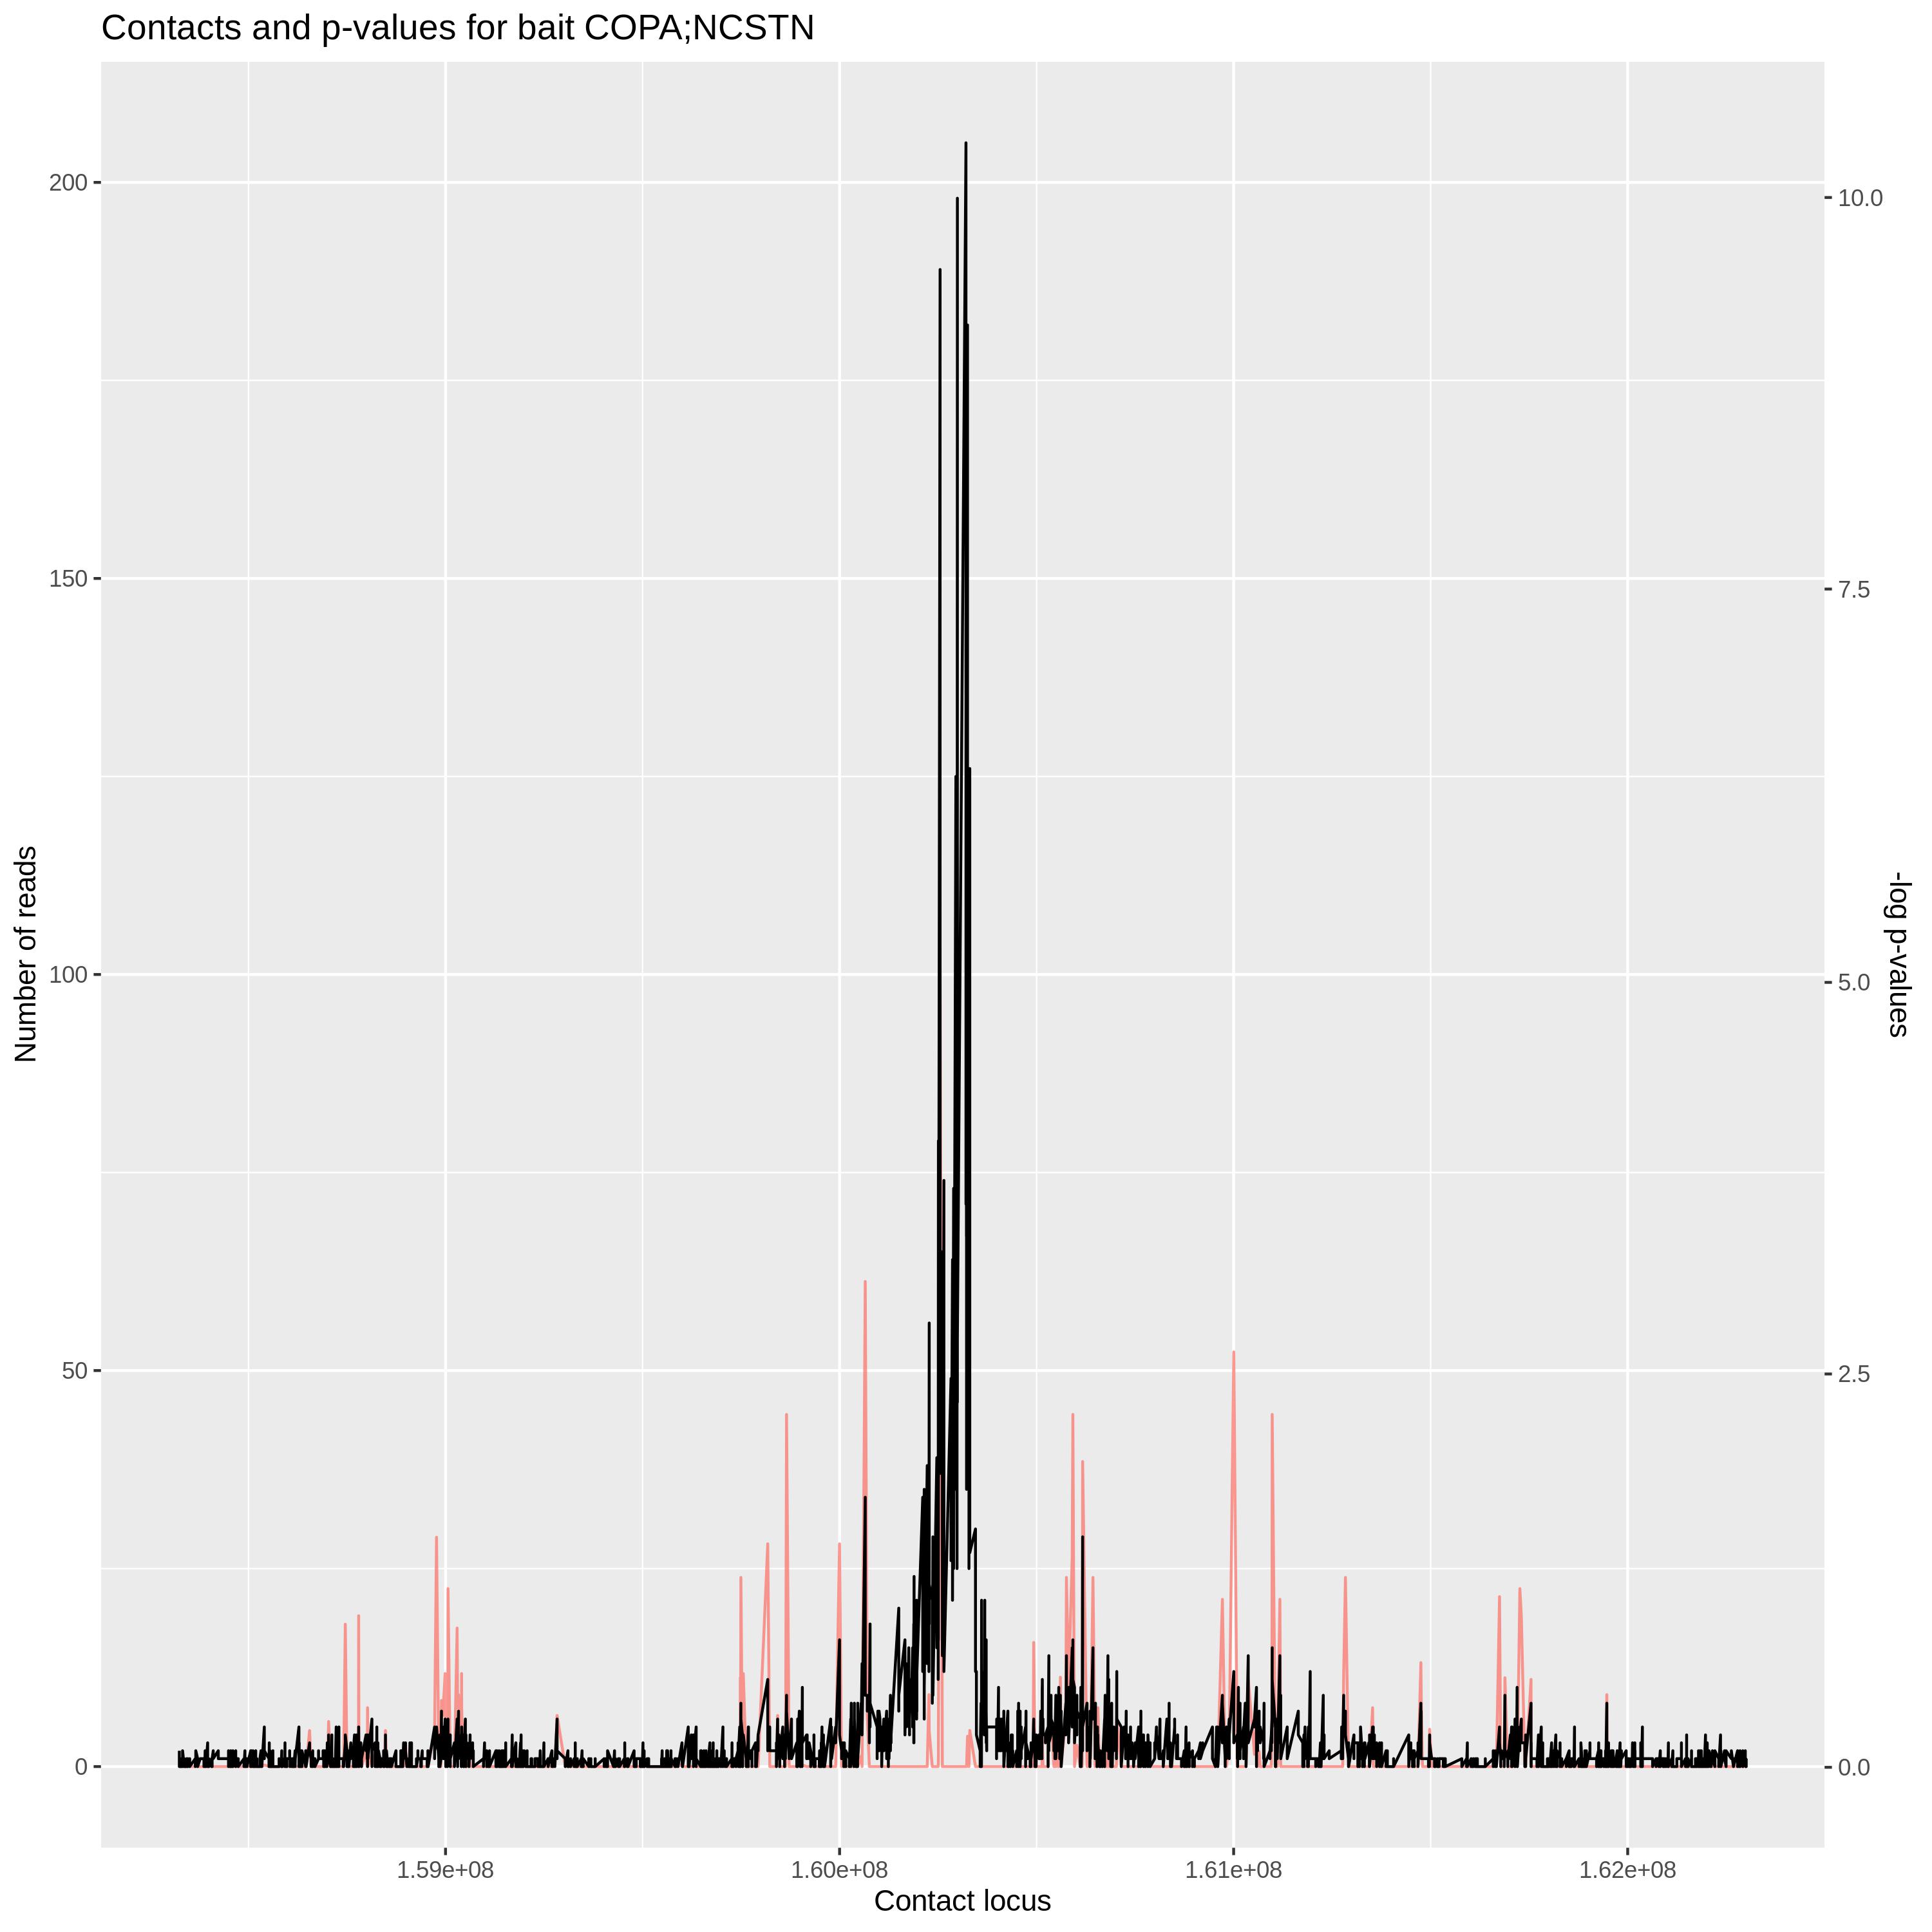 Contacts and p-values for bait COPA;NCSTN
200
150
100
50
0
Number of reads
10.0
7.5
5.0
2.5
0.0
-log p-values
1.59e+08
1.60e+08
1.61e+08
1.62e+08
Contact locus